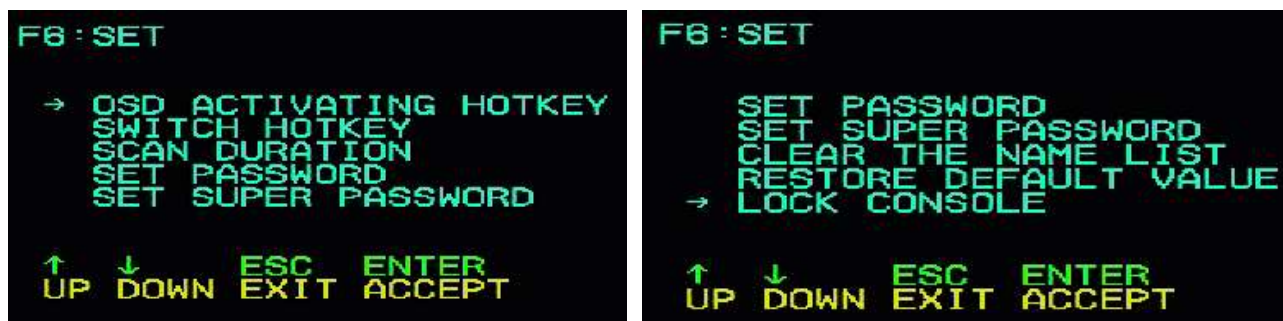 F6:SET
→ OSD ACTIVATING HOTKEY
SWITCH HOTKEY
SCAN DURATION
SET PASSWORD
SET SUPER PASSWORD
↑ ↓ ESC ENTER
UP DOWN EXIT ACCEPT
F6:SET
SET PASSWORD
SET SUPER PASSWORD
CLEAR THE NAME LIST
RESTORE DEFAULT VALUE
→ LOCK CONSOLE
↑ ↓ ESC ENTER
UP DOWN EXIT ACCEPT